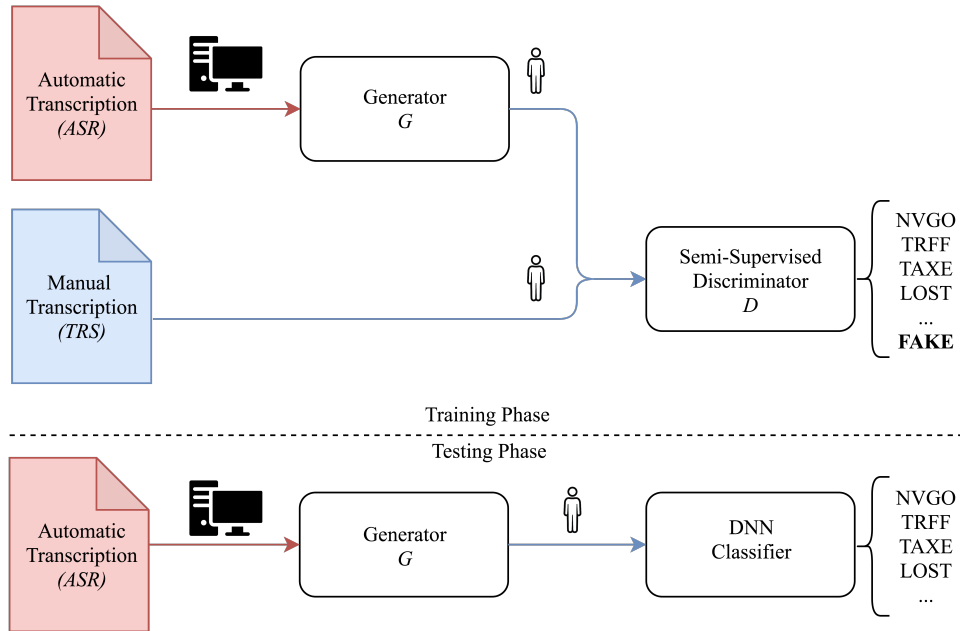 Automatic
Transcription
(ASR)
Generator
G
Manual
Transcription
(TRS)
Semi-Supervised
Discriminator
D
NVGO
TRFF
TAXE
LOST
...
FAKE
Training Phase
Testing Phase
Automatic
Transcription
(ASR)
Generator
G
DNN
Classifier
NVGO
TRFF
TAXE
LOST
...